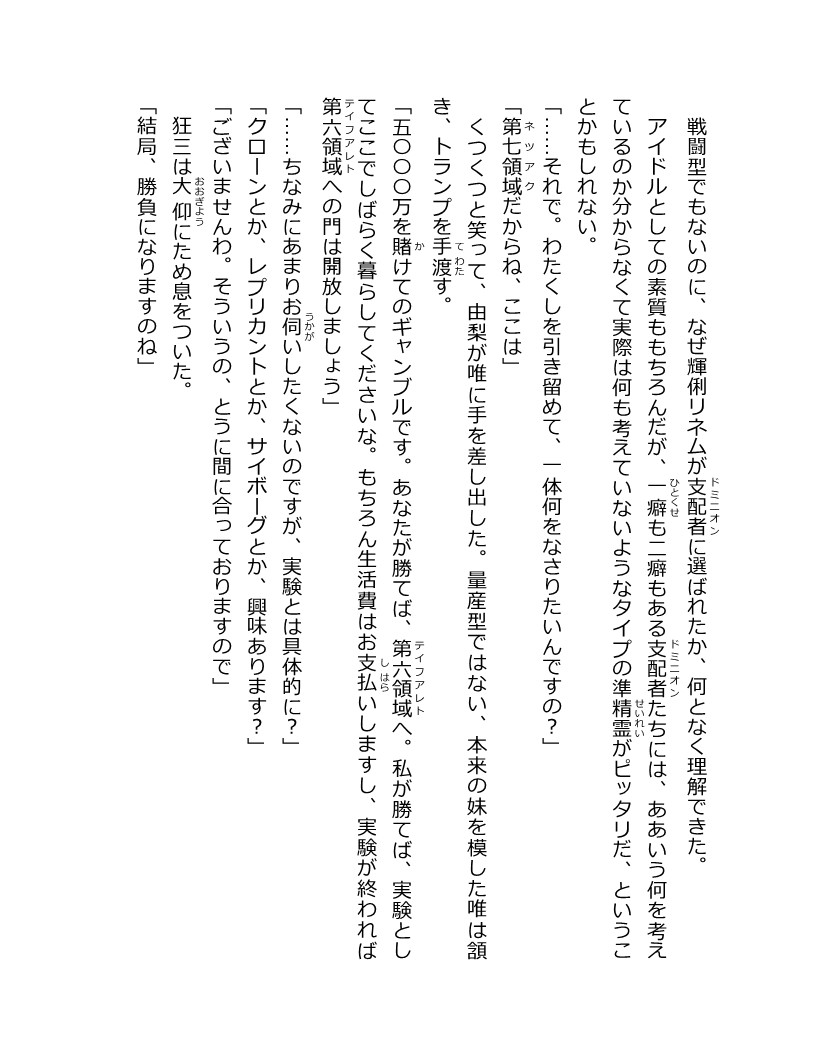 戦闘型でもないのに、なぜ輝俐リネムが支配者に選ばれたか、何となく理解できた。
ドミニオン
アイドルとしての素質ももちろんだが、一癖も二癖もある支配者たちには、ああいう何を考え
ひとくせ
ドミニオン
ているのか分からなくて実際は何も考えていないようなタイプの準精霊がピッタリだ、というこ
せいれい
とかもしれない。
「……それで。わたくしを引き留めて、一体何をなさりたいんですの?」
「第七領域だからね、ここは」
ネツアク
くつくつと笑って、由梨が唯に手を差し出した。量産型ではない、本来の妹を模した唯は頷
き、トランプを手渡す。
てわた
「五〇〇〇万を賭けてのギャンブルです。あなたが勝てば、第六領域へ。私が勝てば、実験とし
か
テイフアレト
てここでしばらく暮らしてくださいな。もちろん生活費はお支払いしますし、実験が終われば
しはら
第六領域への門は開放しましょう」
テイフアレト
「……ちなみにあまりお伺いしたくないのですが、実験とは具体的に?」
うかが
「クローンとか、レプリカントとか、サイボーグとか、興味あります?」
「ございませんわ。そういうの、とうに間に合っておりますので」
狂三は大仰にため息をついた。
おおぎよう
「結局、勝負になりますのね」